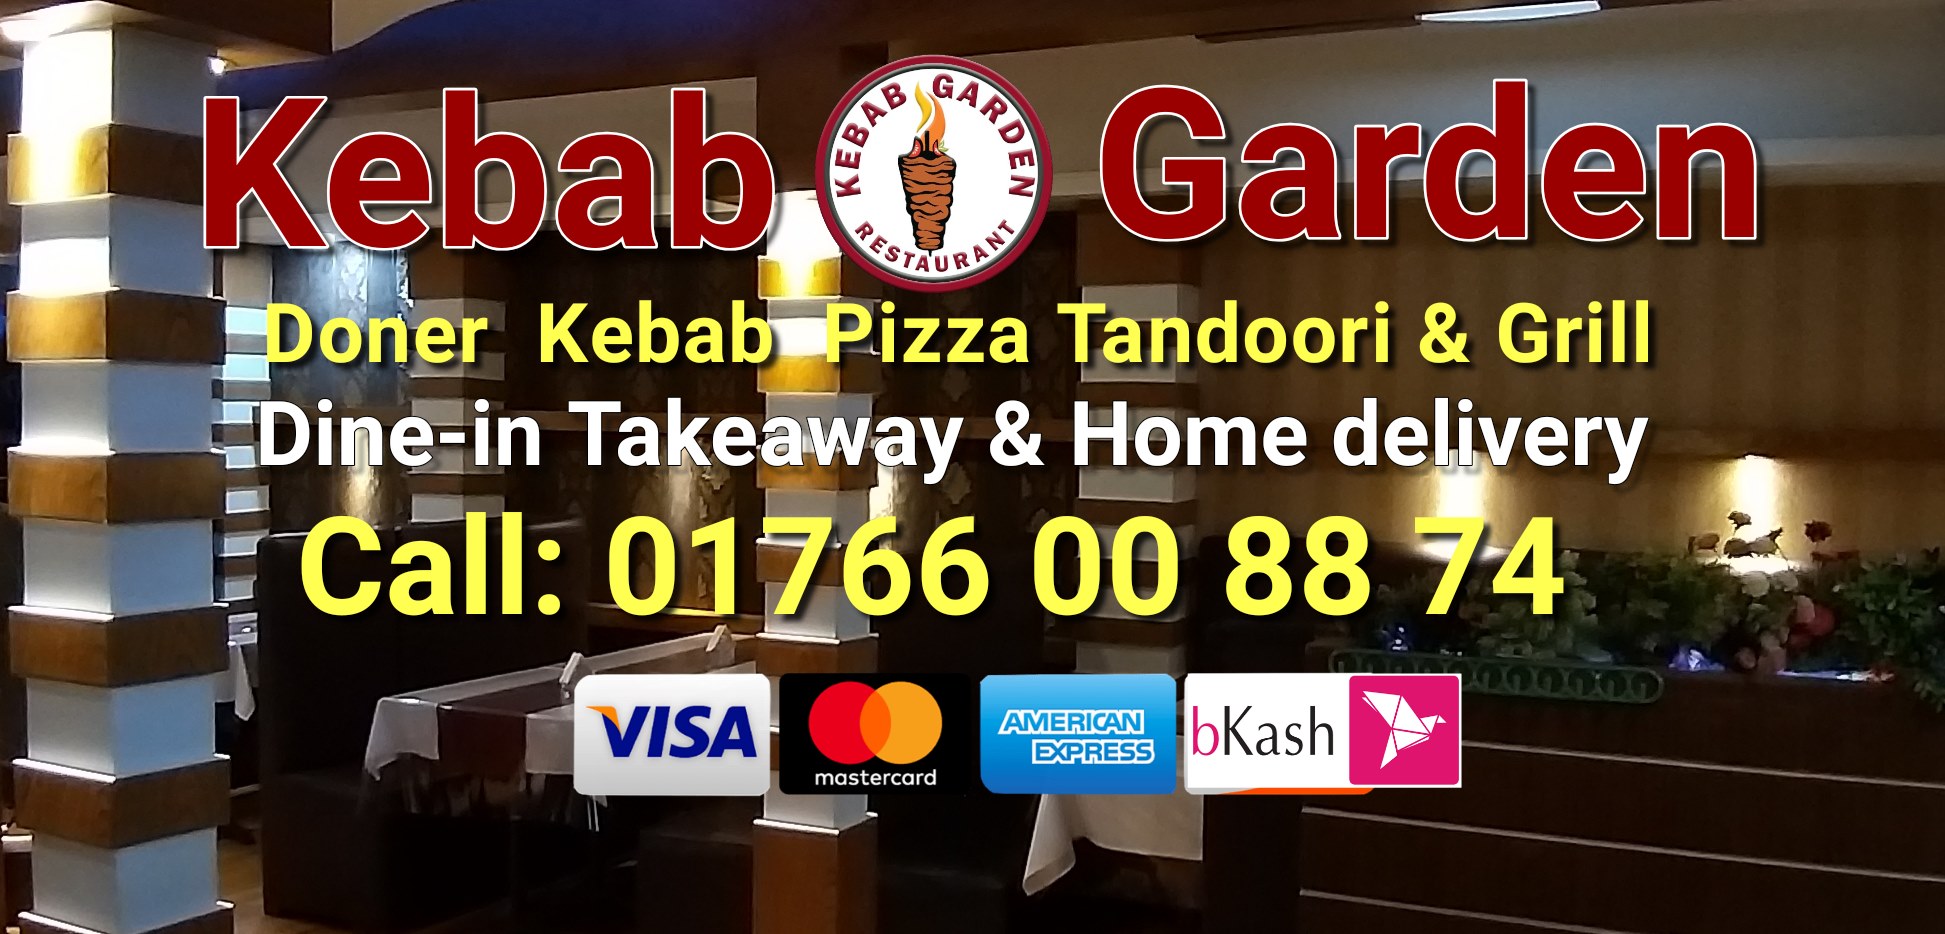 Kebab Garden
KEBAB GARDEN
RESTAURANT
Doner Kebab Pizza Tandoori & Grill
Dine-in Takeaway & Home delivery
Call: 01766 00 88 74
VISA
mastercard
AMERICAN
EXPRESS
bKash